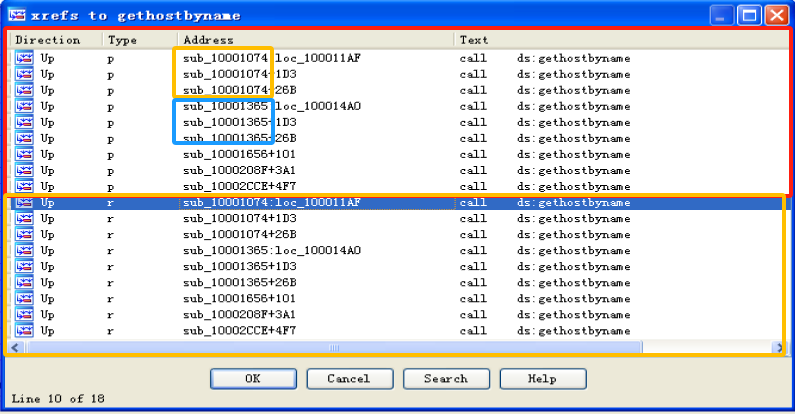 xrefs to gethostbyname
Direction Type Address Text
Up p sub_10001074:loc_100011AF call ds:gethostbyname
Up p sub_10001074+1D3 call ds:gethostbyname
Up p sub_10001074+26B call ds:gethostbyname
Up p sub_10001365:loc_100014A0 call ds:gethostbyname
Up p sub_10001365+1D3 call ds:gethostbyname
Up p sub_10001365+26B call ds:gethostbyname
Up p sub_10001656+101 call ds:gethostbyname
Up p sub_1000208F+3A1 call ds:gethostbyname
Up p sub_10002CCE+4F7 call ds:gethostbyname
Up r sub_10001074:loc_100011AF call ds:gethostbyname
Up r sub_10001074+1D3 call ds:gethostbyname
Up r sub_10001074+26B call ds:gethostbyname
Up r sub_10001365:loc_100014A0 call ds:gethostbyname
Up r sub_10001365+1D3 call ds:gethostbyname
Up r sub_10001365+26B call ds:gethostbyname
Up r sub_10001656+101 call ds:gethostbyname
Up r sub_1000208F+3A1 call ds:gethostbyname
Up r sub_10002CCE+4F7 call ds:gethostbyname
OK Cancel Search Help
Line 10 of 18